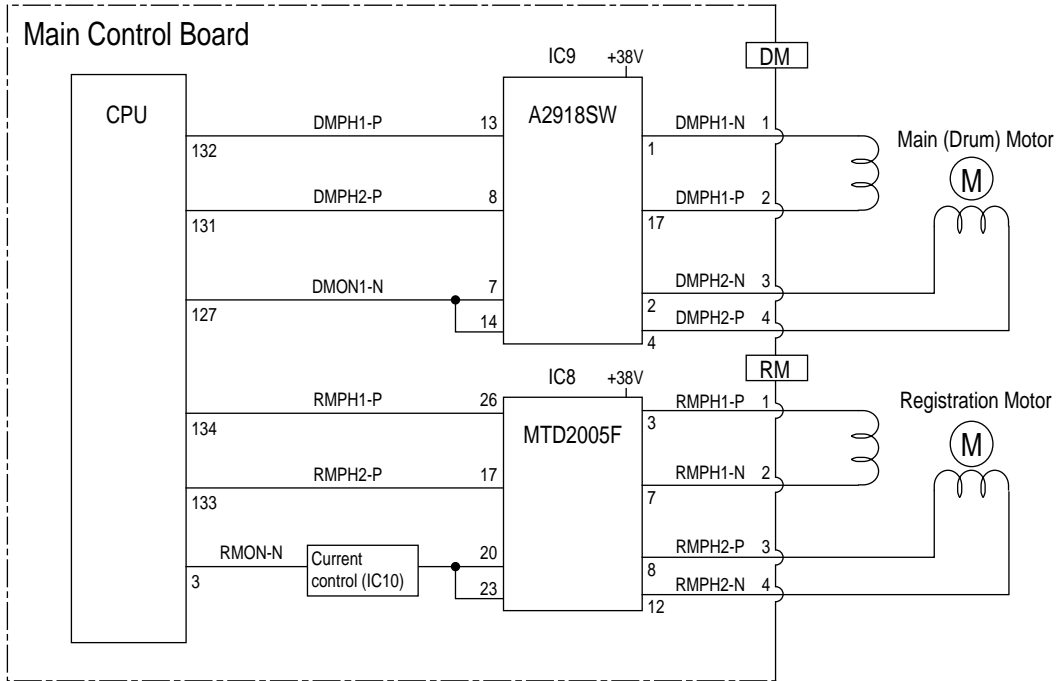 Main Control Board
IC9 +38V
DM
CPU
A2918SW
DMPH1-P 13
132
DMPH1-N 1
1
Main (Drum) Motor
M
DMPH2-P 8
131
DMPH1-P 2
17
DMON1-N 7
127
14
DMPH2-N 3
2
DMPH2-P 4
4
IC8 +38V
RM
MTD2005F
RMPH1-P 26
134
RMPH1-P 1
3
Registration Motor
M
RMPH2-P 17
133
RMPH1-N 2
7
RMON-N
3
Current
control (IC10)
20
23
RMPH2-P 3
8
RMPH2-N 4
12